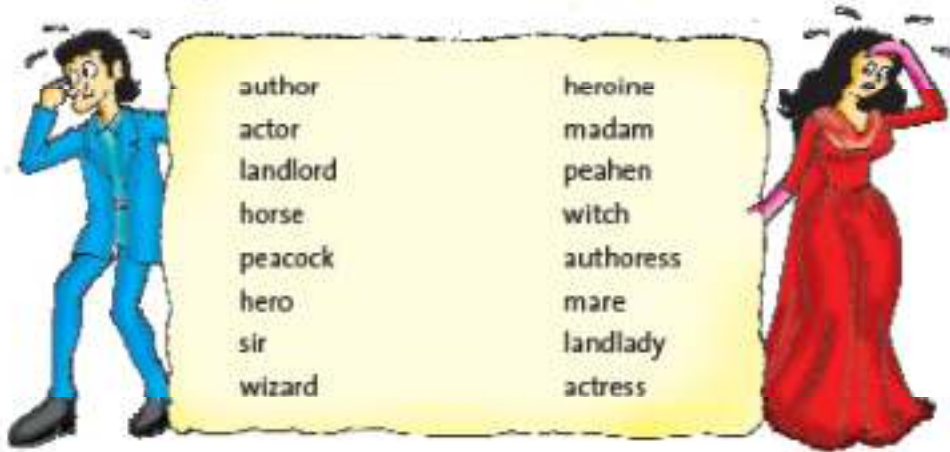 author heroine
actor madam
landlord peahen
horse witch
peacock authoress
hero mare
sir landlady
wizard actress